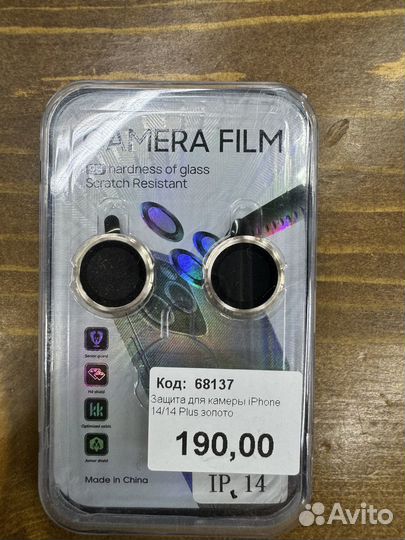 CAMERA FILM
hardness of glass
Scratch Resistant
Код: 68137
Защита для камеры iPhone
14/14 Plus золото
190,00
IP 14
Made in China
Avito